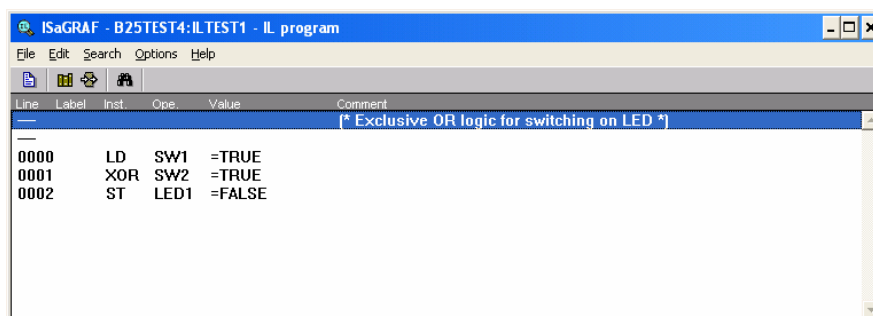 ISaGRAF - B25TEST4:ILTEST1 - IL program
File Edit Search Options Help
Line Label Inst. Ope. Value Comment
(* Exclusive OR logic for switching on LED *)
0000 LD SW1 =TRUE
0001 XOR SW2 =TRUE
0002 ST LED1 =FALSE